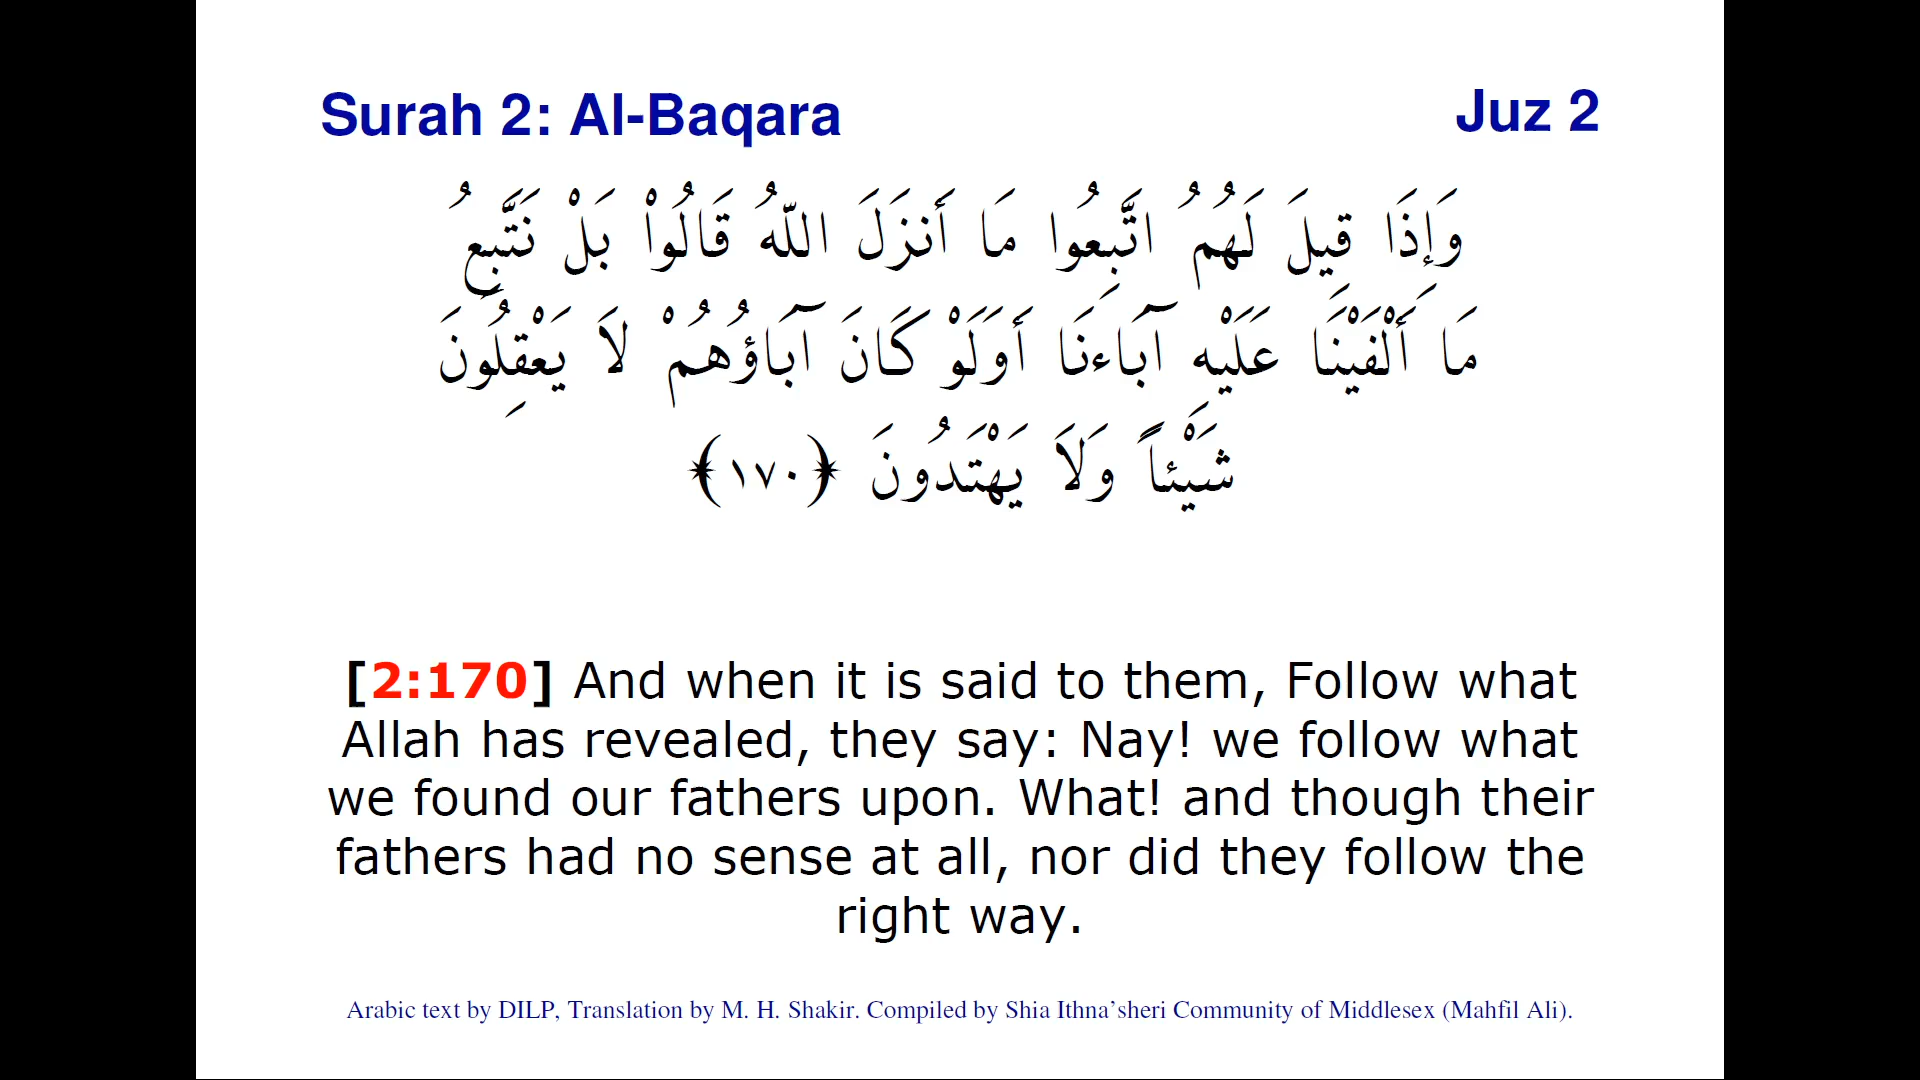 Surah 2: Al-Baqara
Juz 2
وَإِذَا قِيلَ لَهُمُ اتَّبِعُوا مَا أَنزَلَ اللّهُ قَالُواْ بَلْ نَتَّبِعُ
مَا أَلْفَيْنَا عَلَيْهِ آبَاءنَا أَوَلَوْ كَانَ آبَاؤُهُمْ لاَ يَعْقِلُونَ
شَيْئاً وَلاَ يَهْتَدُونَ ﴿١٧٠﴾
[2:170] And when it is said to them, Follow what
Allah has revealed, they say: Nay! we follow what
we found our fathers upon. What! and though their
fathers had no sense at all, nor did they follow the
right way.
Arabic text by DILP, Translation by M. H. Shakir. Compiled by Shia Ithna’sheri Community of Middlesex (Mahfil Ali).